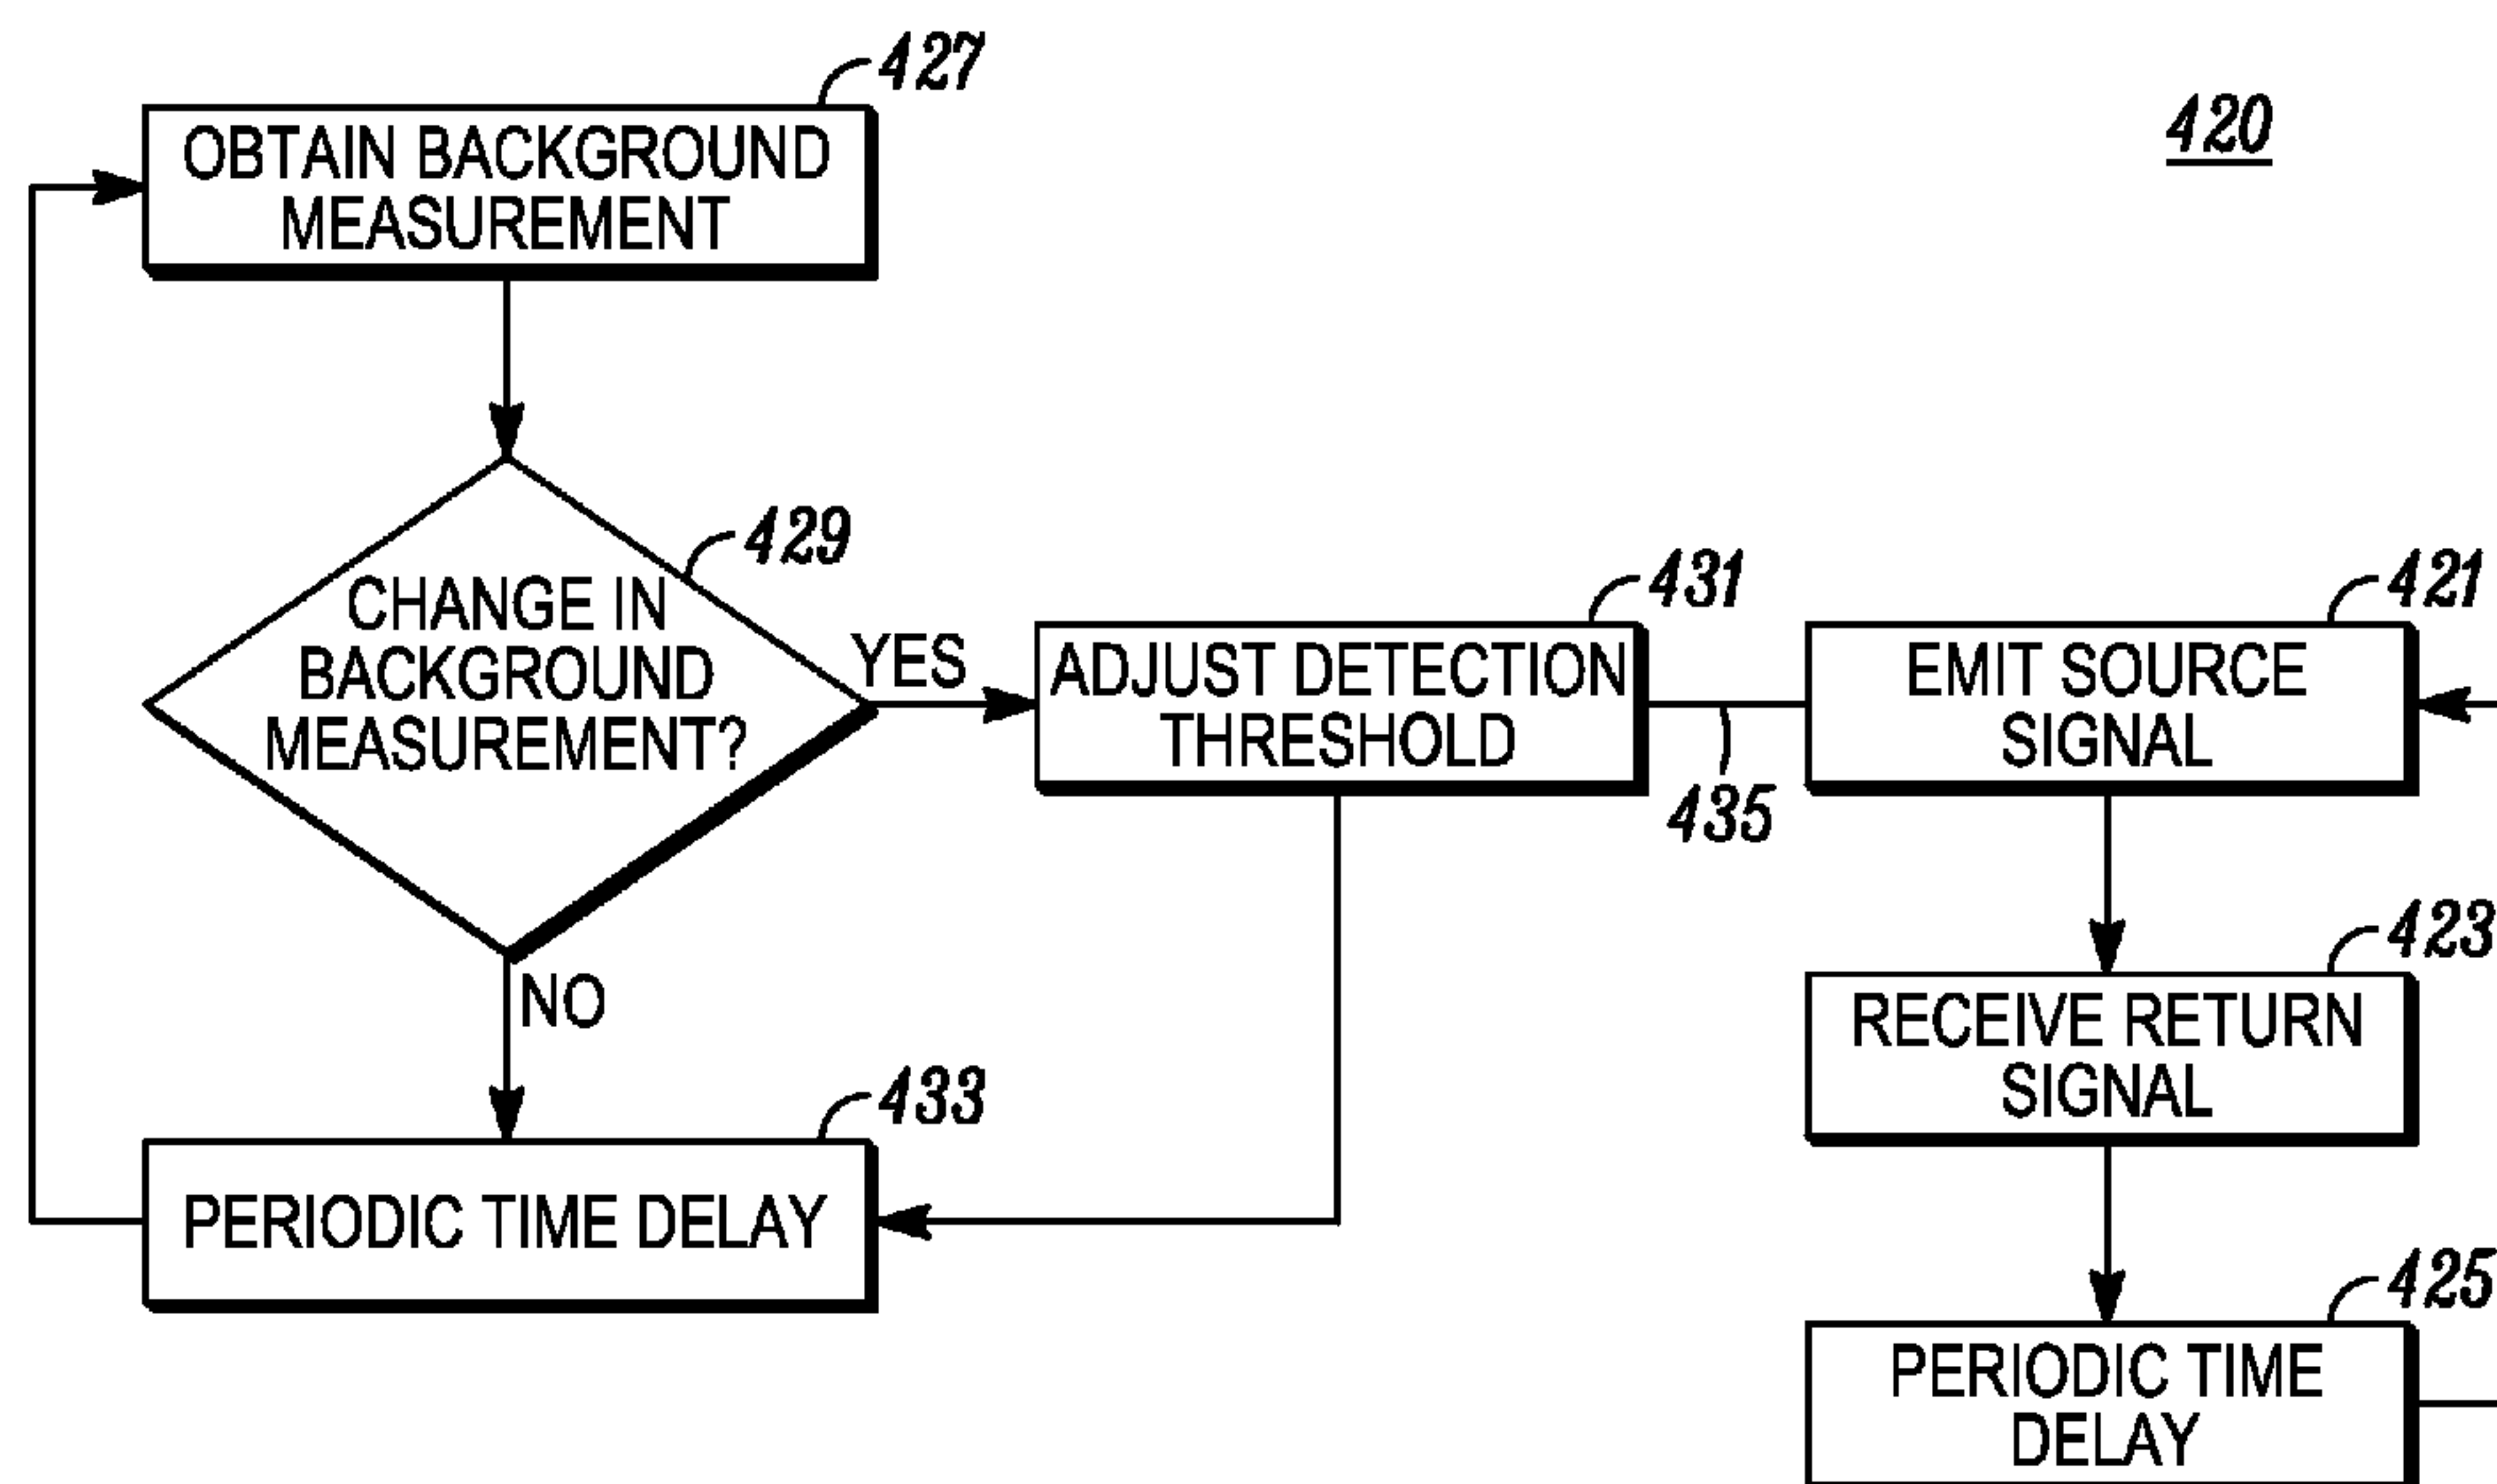 427
OBTAIN BACKGROUND
MEASUREMENT
420
429
CHANGE IN
BACKGROUND
MEASUREMENT?
YES
NO
431
ADJUST DETECTION
THRESHOLD
435
433
PERIODIC TIME DELAY
421
EMIT SOURCE
SIGNAL
423
RECEIVE RETURN
SIGNAL
425
PERIODIC TIME
DELAY